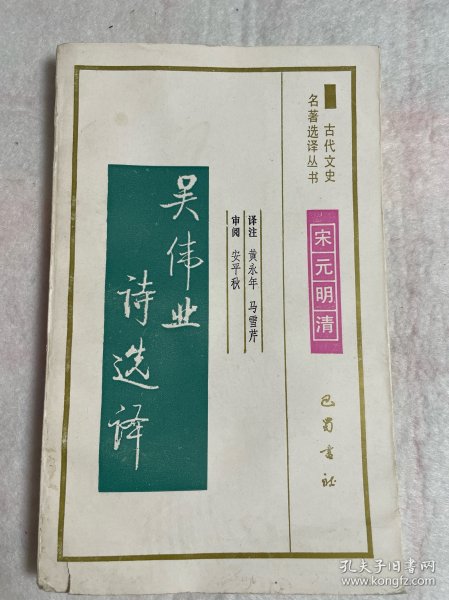 古代文史
名著选译丛书
宋元明清
巴蜀书社
译注 黄永年 马雪芹
审阅 安平秋
吴伟业
诗选译
孔夫子旧书网
www.kongfz.com